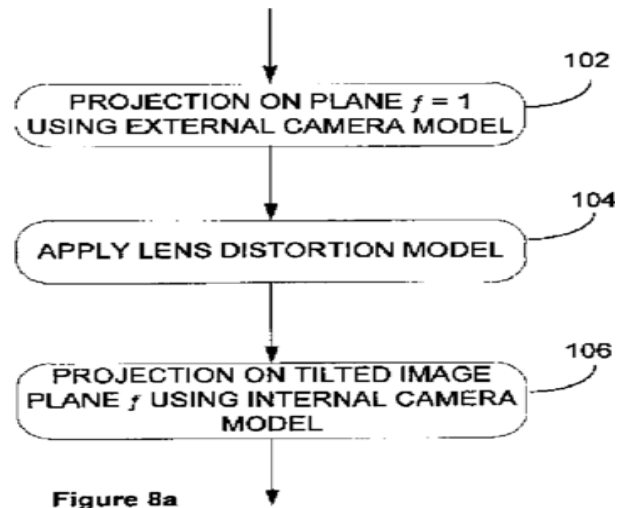 102
PROJECTION ON PLANE f = 1
USING EXTERNAL CAMERA MODEL
104
APPLY LENS DISTORTION MODEL
106
PROJECTION ON TILTED IMAGE
PLANE f USING INTERNAL CAMERA
MODEL
Figure 8a